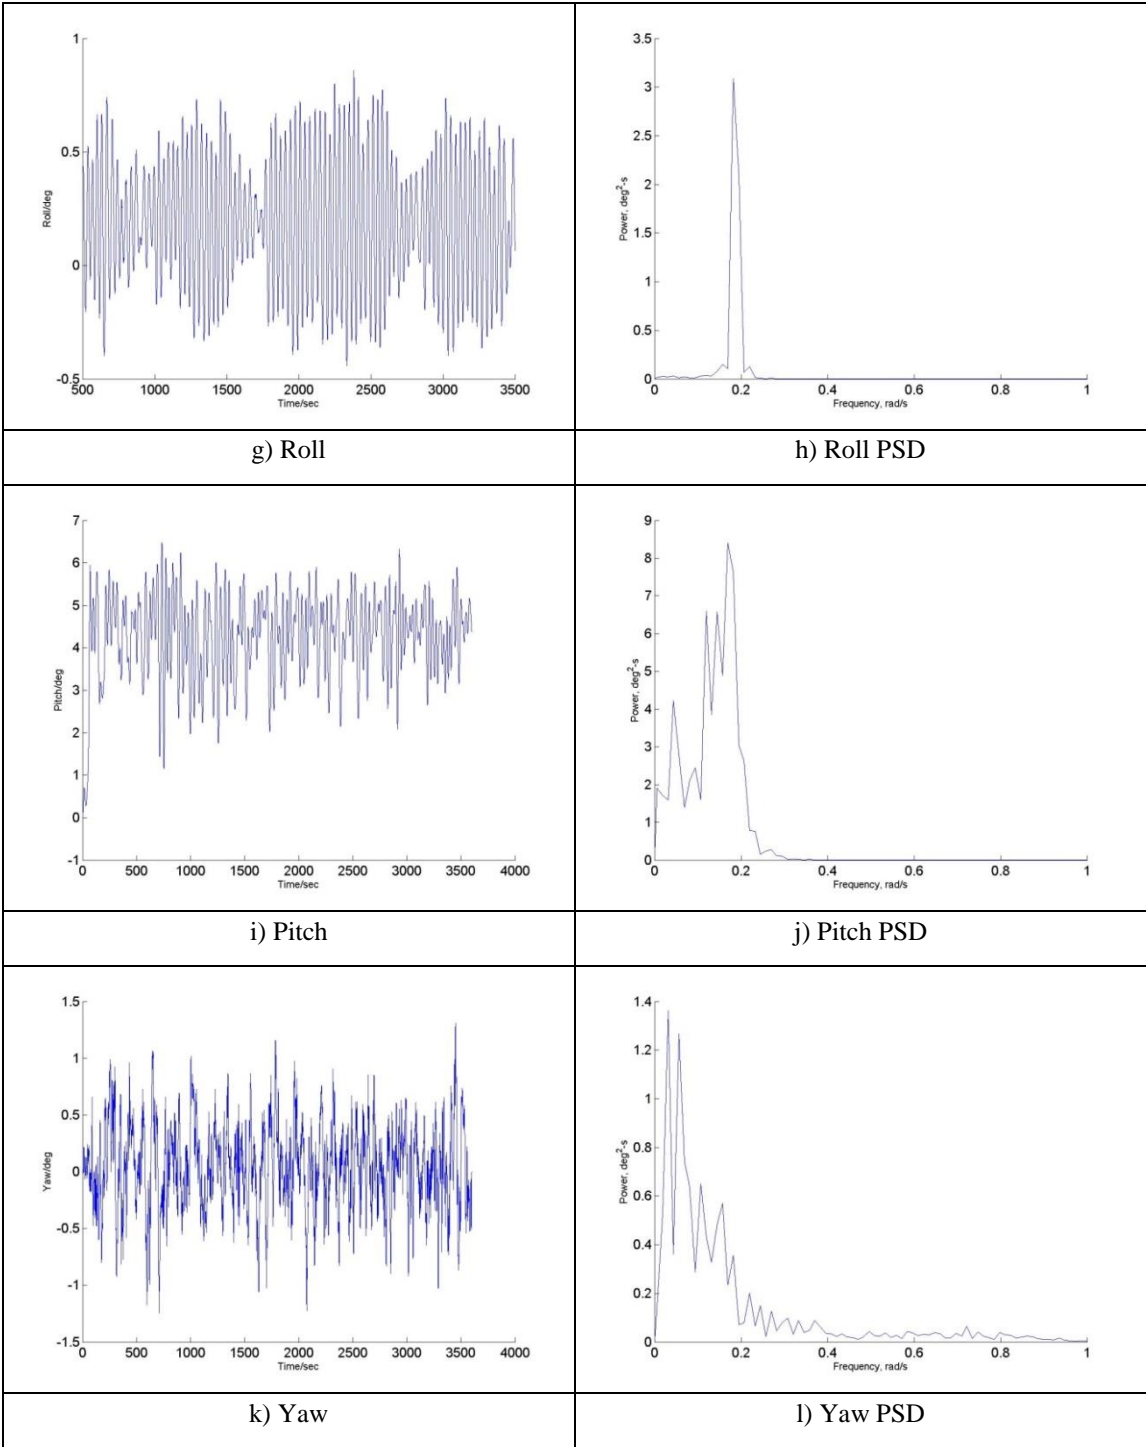 1
0.5
0
-0.5
500 1000 1500 2000 2500 3000 3500
Time/sec
Roll/deg
g) Roll
3.5
3
2.5
2
1.5
1
0.5
0
0 0.2 0.4 0.6 0.8 1
Frequency, rad/s
Power, deg²-s
h) Roll PSD
7
6
5
4
3
2
1
0
-1
0 500 1000 1500 2000 2500 3000 3500 4000
Time/sec
Pitch/deg
i) Pitch
9
8
7
6
5
4
3
2
1
0
0 0.2 0.4 0.6 0.8 1
Frequency, rad/s
Power, deg²-s
j) Pitch PSD
1.5
1
0.5
0
-0.5
-1
-1.5
0 500 1000 1500 2000 2500 3000 3500 4000
Time/sec
Yaw/deg
k) Yaw
1.4
1.2
1
0.8
0.6
0.4
0.2
0
0 0.2 0.4 0.6 0.8 1
Frequency, rad/s
Power, deg²-s
l) Yaw PSD